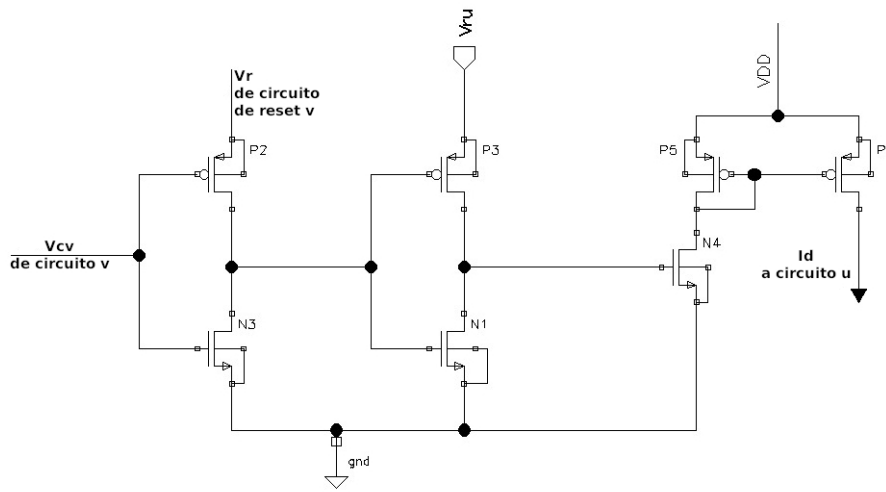 Vru
Vr
de circuito
de reset v
VDD
P2
P3
P5
P
Vcv
de circuito v
N4
Id
a circuito u
N3
N1
gnd